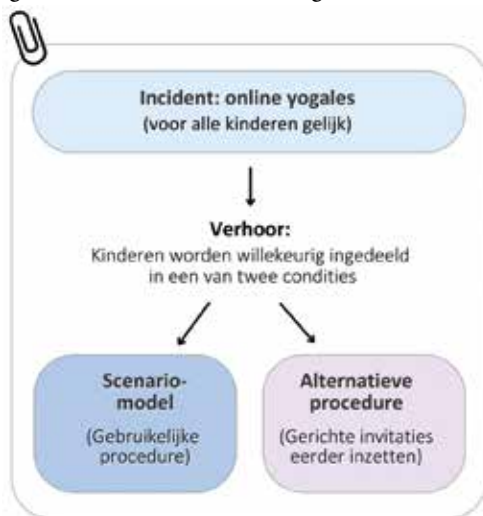 Incident: online yogales
(voor alle kinderen gelijk)
Verhoor:
Kinderen worden willekeurig ingedeeld
in een van twee condities
Scenario-
model
(Gebruikelijke
procedure)
Alternatieve
procedure
(Gerichte invitaties
eerder inzetten)